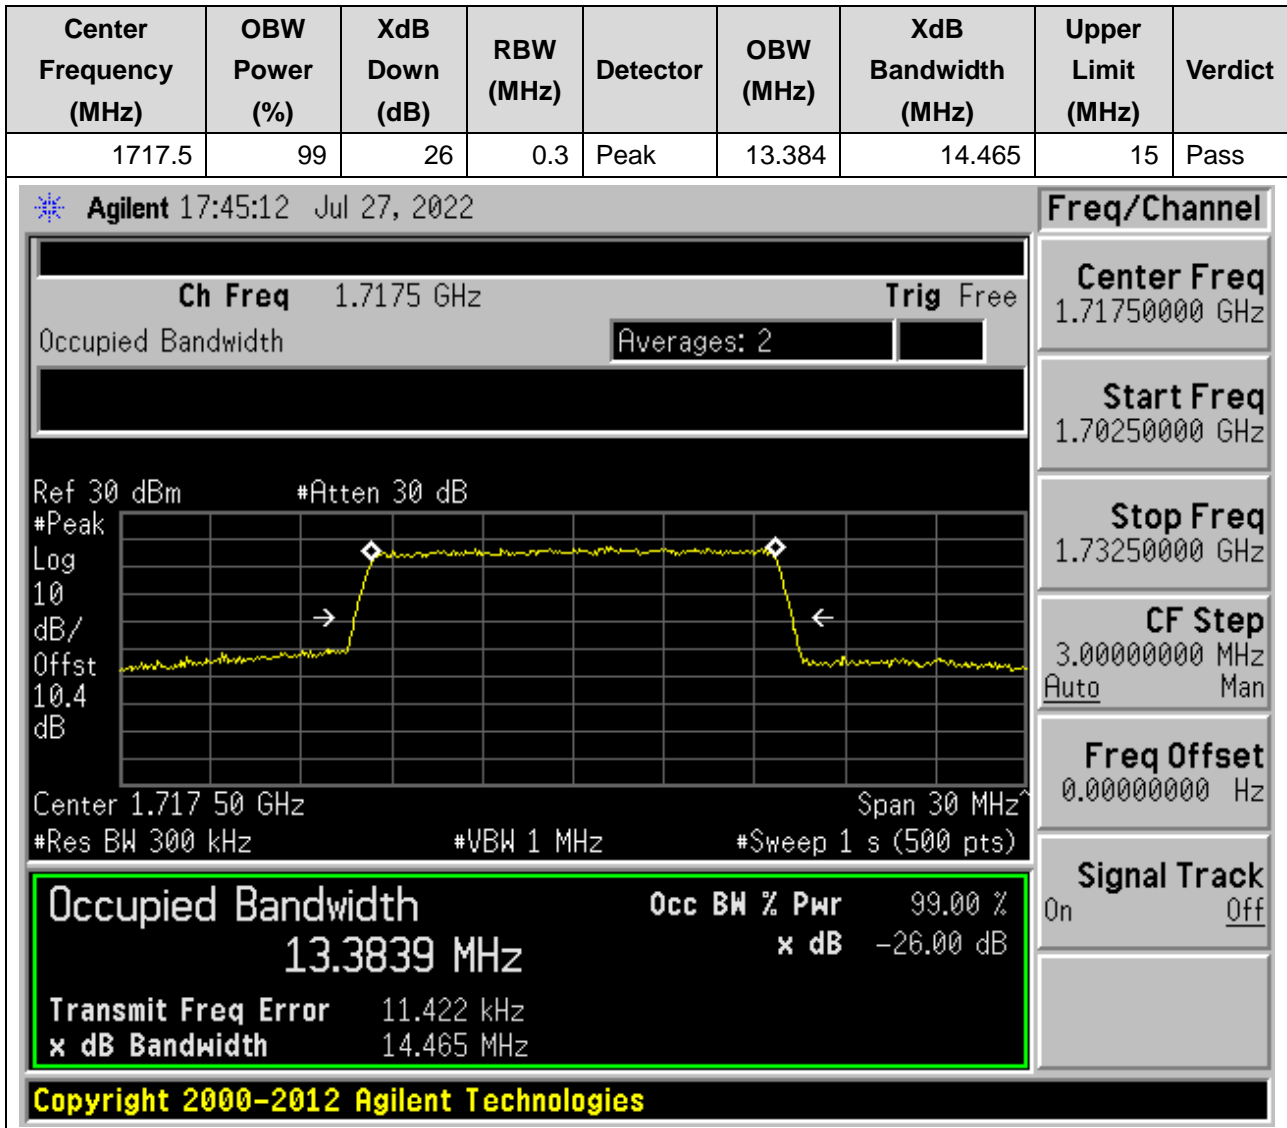 Center Frequency (MHz) OBW Power (%) XdB Down (dB) RBW (MHz) Detector OBW (MHz) XdB Bandwidth (MHz) Upper Limit (MHz) Verdict
1717.5 99 26 0.3 Peak 13.384 14.465 15 Pass
Agilent 17:45:12 Jul 27, 2022
Freq/Channel
Ch Freq 1.7175 GHz Trig Free
Occupied Bandwidth Averages: 2
Center Freq
1.71750000 GHz
Start Freq
1.70250000 GHz
Stop Freq
1.73250000 GHz
CF Step
3.00000000 MHz
Auto Man
Freq Offset
0.00000000 Hz
Signal Track
On Off
Ref 30 dBm #Atten 30 dB
#Peak
Log
10
dB/
Offst
10.4
dB
Center 1.717 50 GHz Span 30 MHz^
#Res BW 300 kHz #VBW 1 MHz #Sweep 1 s (500 pts)
Occupied Bandwidth Occ BW % Pwr 99.00 %
13.3839 MHz x dB -26.00 dB
Transmit Freq Error 11.422 kHz
x dB Bandwidth 14.465 MHz
Copyright 2000-2012 Agilent Technologies